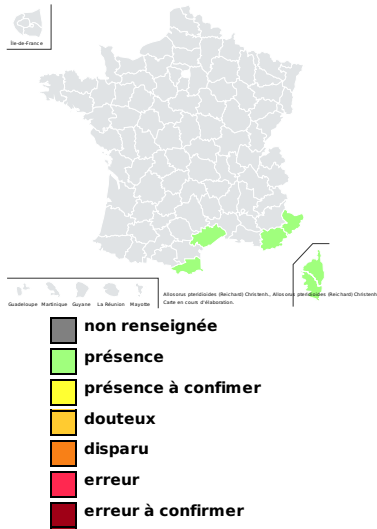 Île-de-France
Guadeloupe Martinique Guyane La Réunion Mayotte
Allosorus pteridioides (Reichard) Christenh., Allosorus pteridioides (Reichard) Christenh
Carte en cours d'élaboration.
non renseignée
présence
présence à confimer
douteux
disparu
erreur
erreur à confirmer